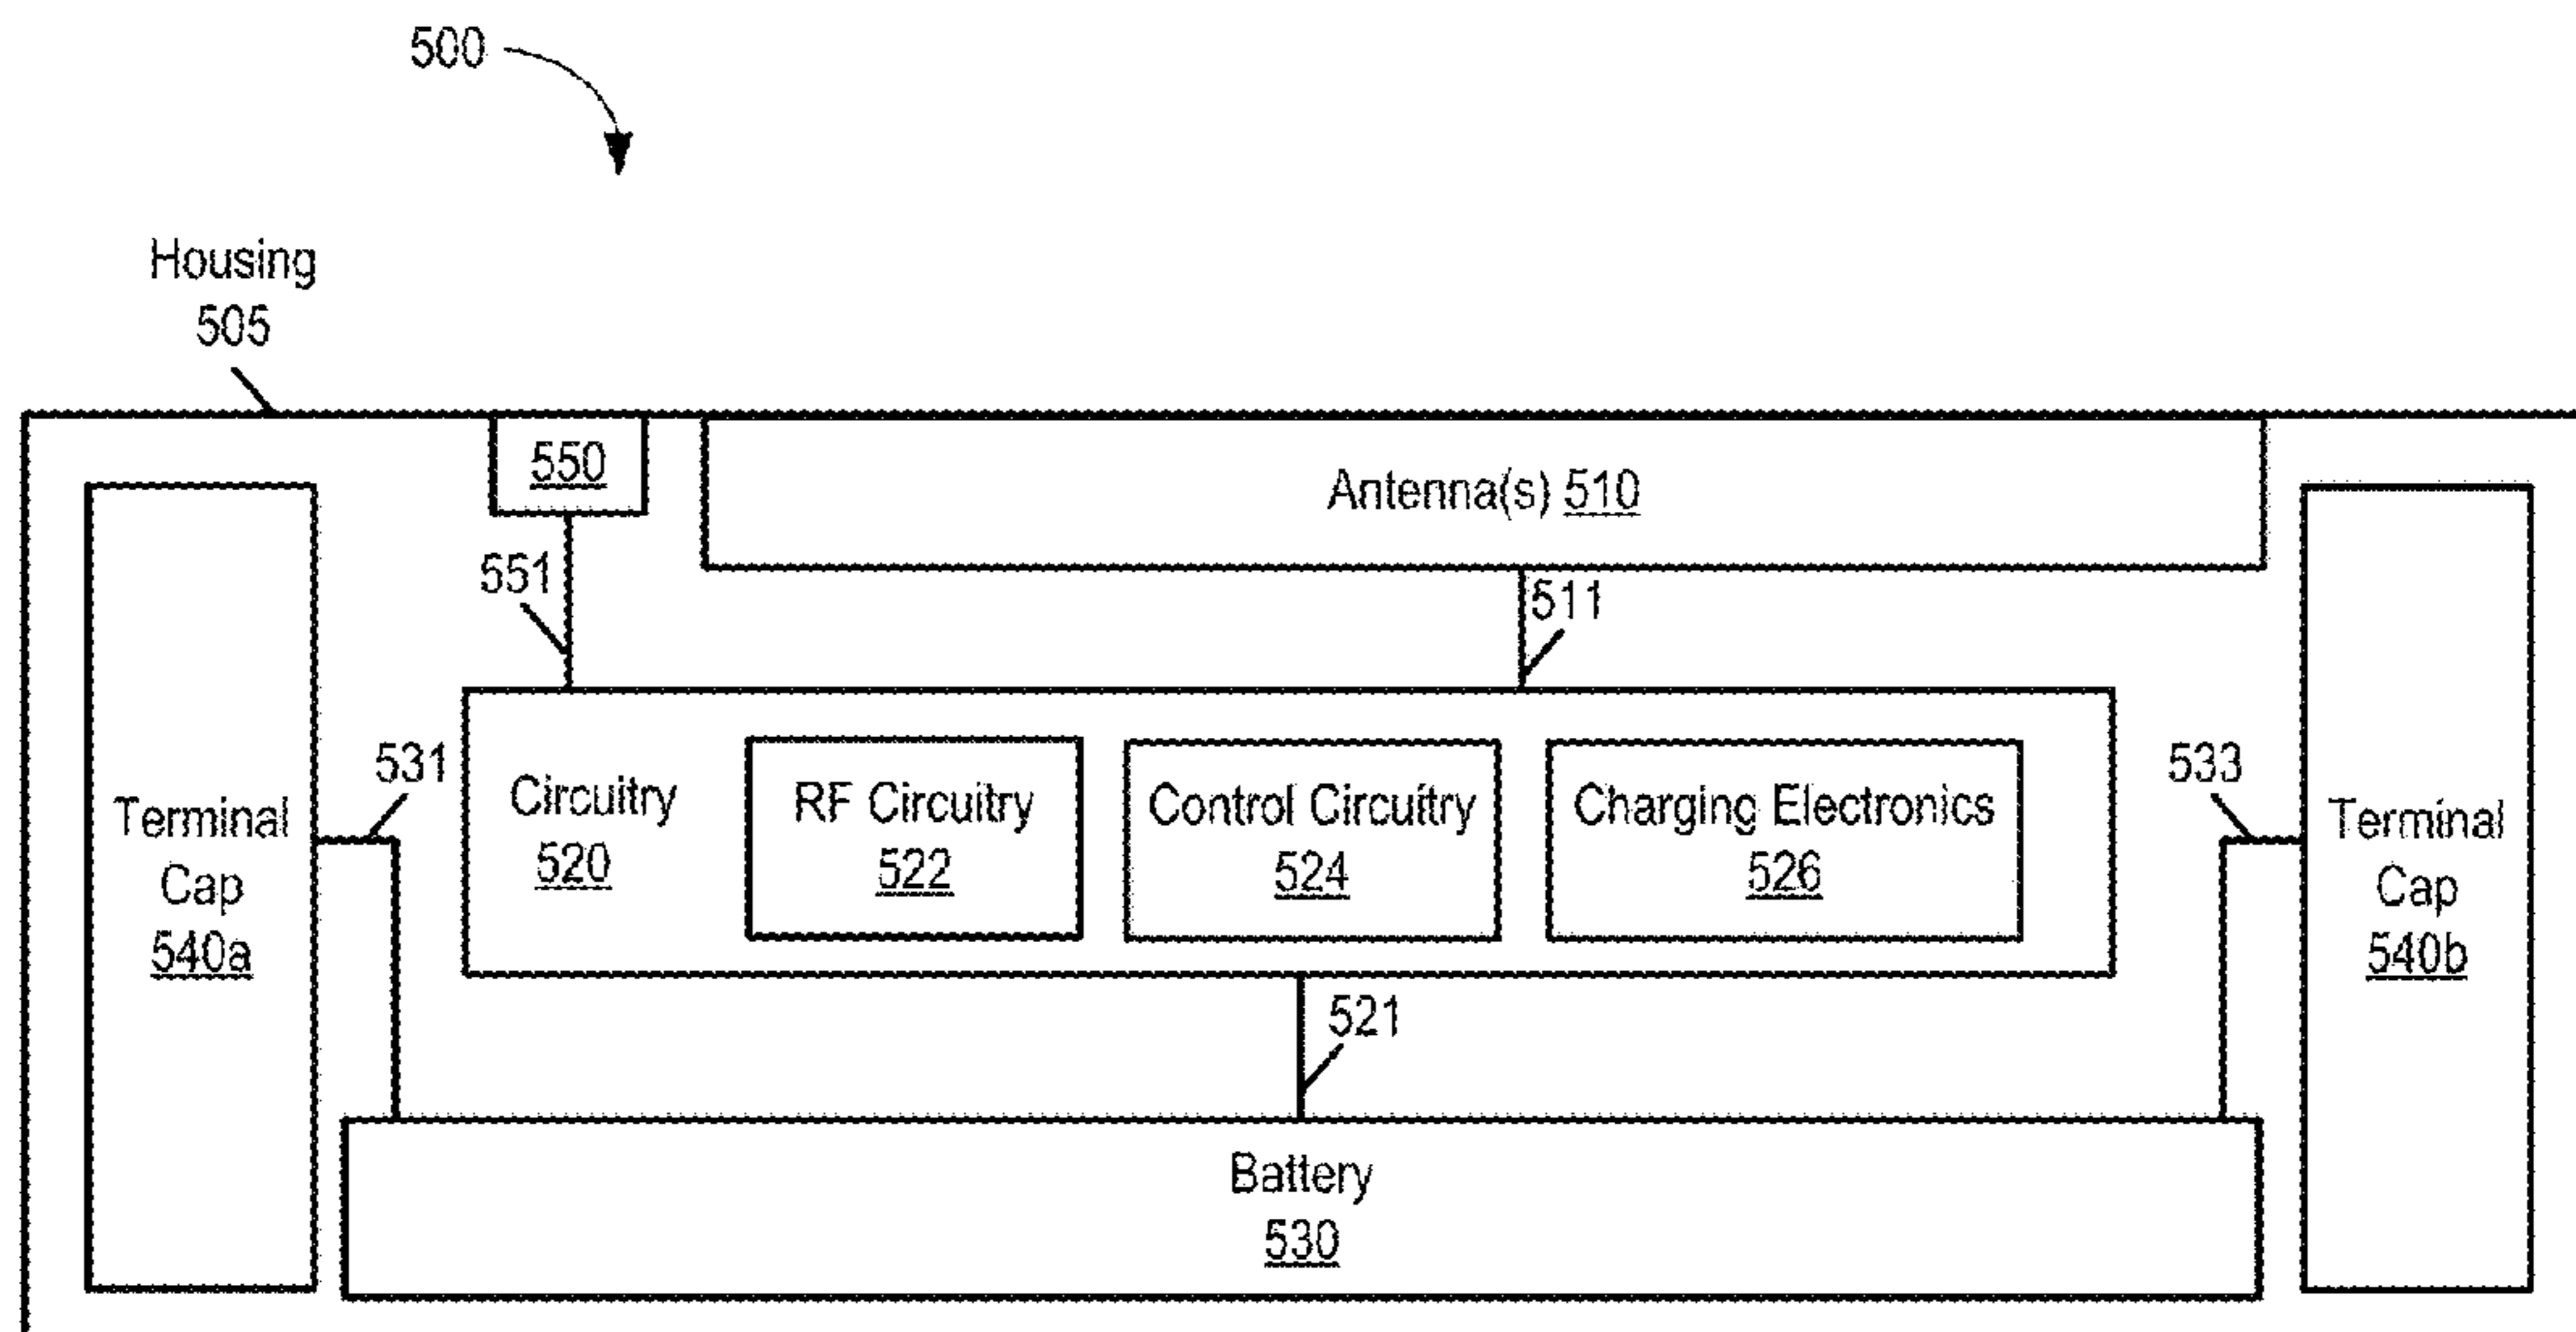 500
Housing
505
550
Antenna(s) 510
551
511
531
533
Circuitry
520
RF Circuitry
522
Control Circuitry
524
Charging Electronics
526
Terminal
Cap
540a
Terminal
Cap
540b
521
Battery
530